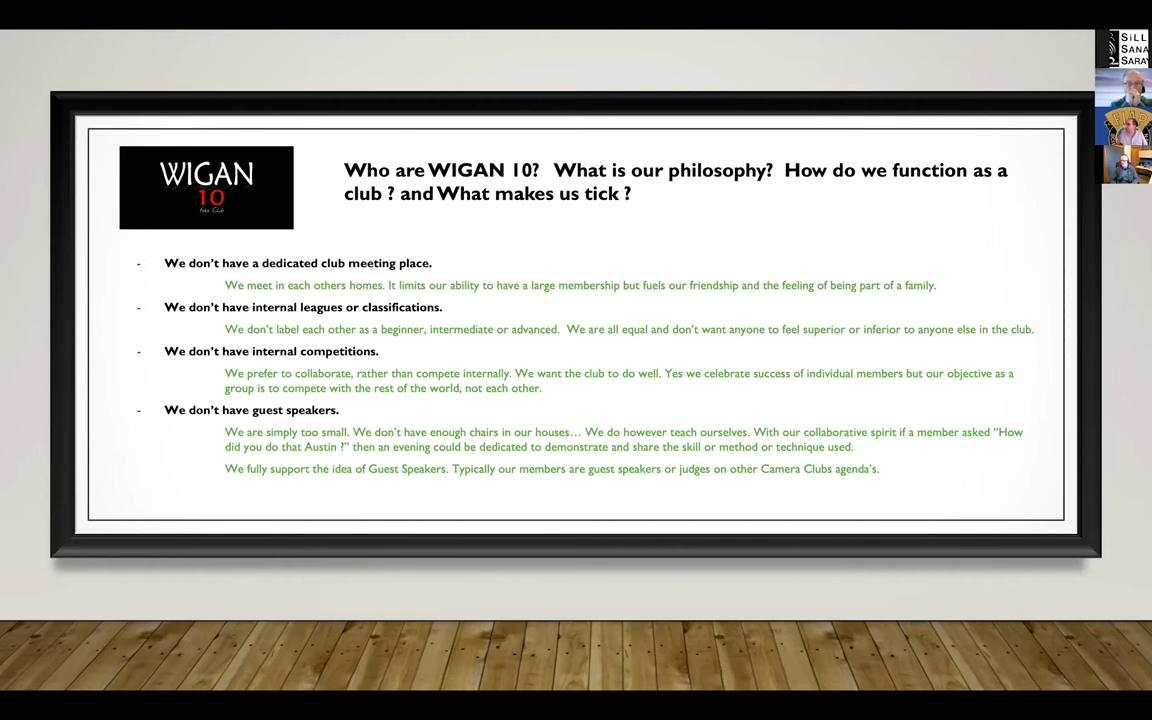 SiLL
SANA
SARAY
FIAP
WIGAN
10
foto Club
Who are WIGAN 10? What is our philosophy? How do we function as a
club ? and What makes us tick ?
- We don't have a dedicated club meeting place.
We meet in each others homes. It limits our ability to have a large membership but fuels our friendship and the feeling of being part of a family.
- We don't have internal leagues or classifications.
We don't label each other as a beginner, intermediate or advanced. We are all equal and don't want anyone to feel superior or inferior to anyone else in the club.
- We don't have internal competitions.
We prefer to collaborate, rather than compete internally. We want the club to do well. Yes we celebrate success of individual members but our objective as a
group is to compete with the rest of the world, not each other.
- We don't have guest speakers.
We are simply too small. We don't have enough chairs in our houses… We do however teach ourselves. With our collaborative spirit if a member asked “How
did you do that Austin ?” then an evening could be dedicated to demonstrate and share the skill or method or technique used.
We fully support the idea of Guest Speakers. Typically our members are guest speakers or judges on other Camera Clubs agenda's.